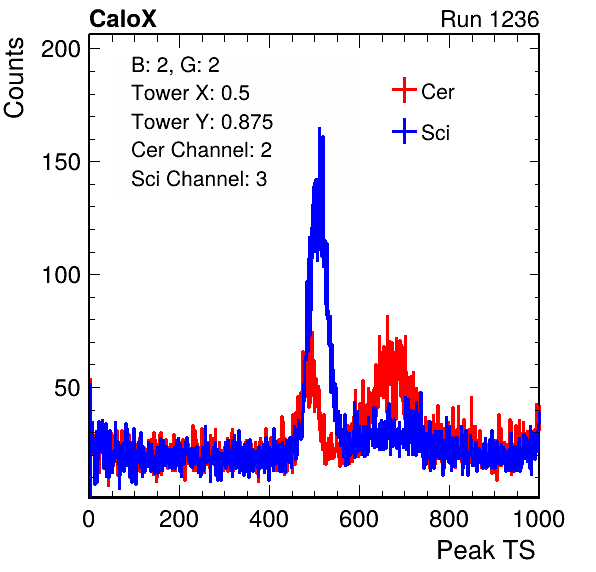 CaloX Run 1236
Counts
B: 2, G: 2
Tower X: 0.5
Tower Y: 0.875
Cer Channel: 2
Sci Channel: 3
Cer
Sci
200
150
100
50
0 200 400 600 800 1000
Peak TS